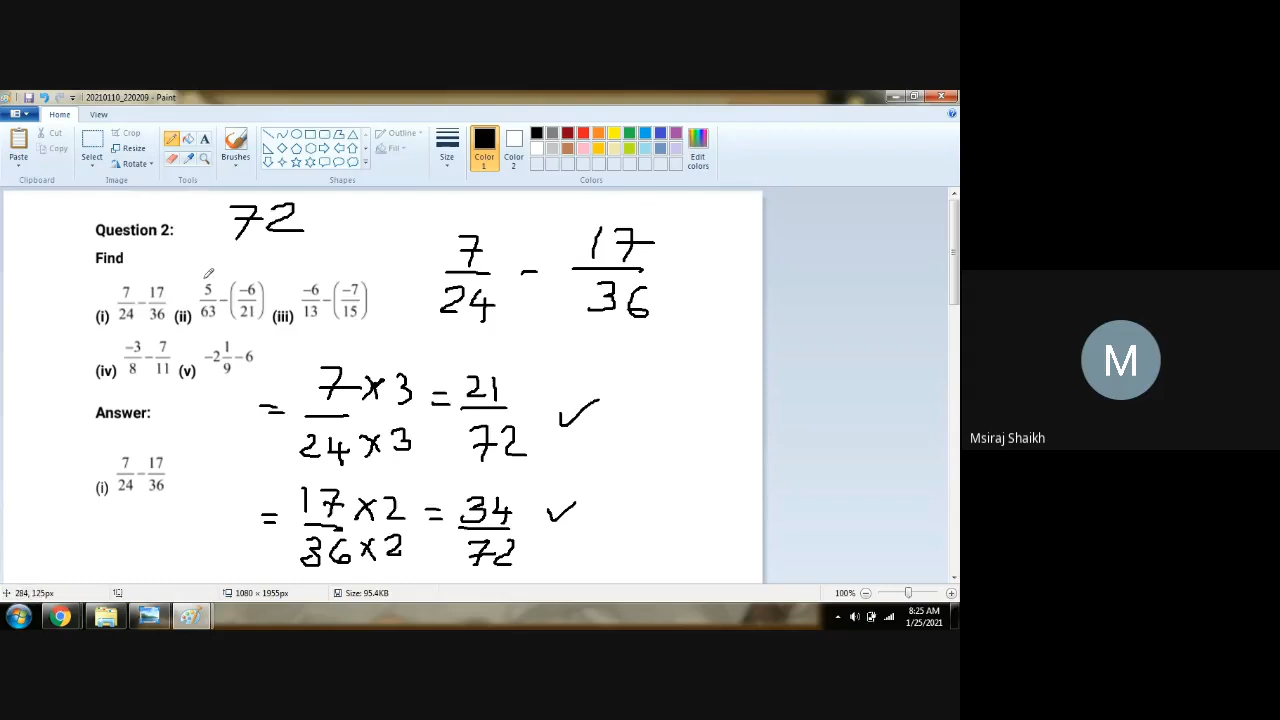 20210110_220209 - Paint
Home View
Cut
Copy
Paste
Clipboard
Select
Crop
Resize
Rotate
Image
A
Tools
Brushes
Shapes
Outline
Fill
Size
Color 1
Color 2
Edit colors
Colors
Question 2: 72
Find
(i) 7/24 - 17/36 (ii) 5/63 - (-6/21) (iii) -6/13 - (-7/15)
7/24 - 17/36
(iv) -3/8 - 7/11 (v) -2 1/9 - 6
= 7 × 3 / 24 × 3 = 21/72 ✓
Answer:
(i) 7/24 - 17/36
= 17 × 2 / 36 × 2 = 34/72 ✓
284, 125px
1080 × 1955px
Size: 95.4KB
100%
8:25 AM
1/25/2021
M
Msiraj Shaikh